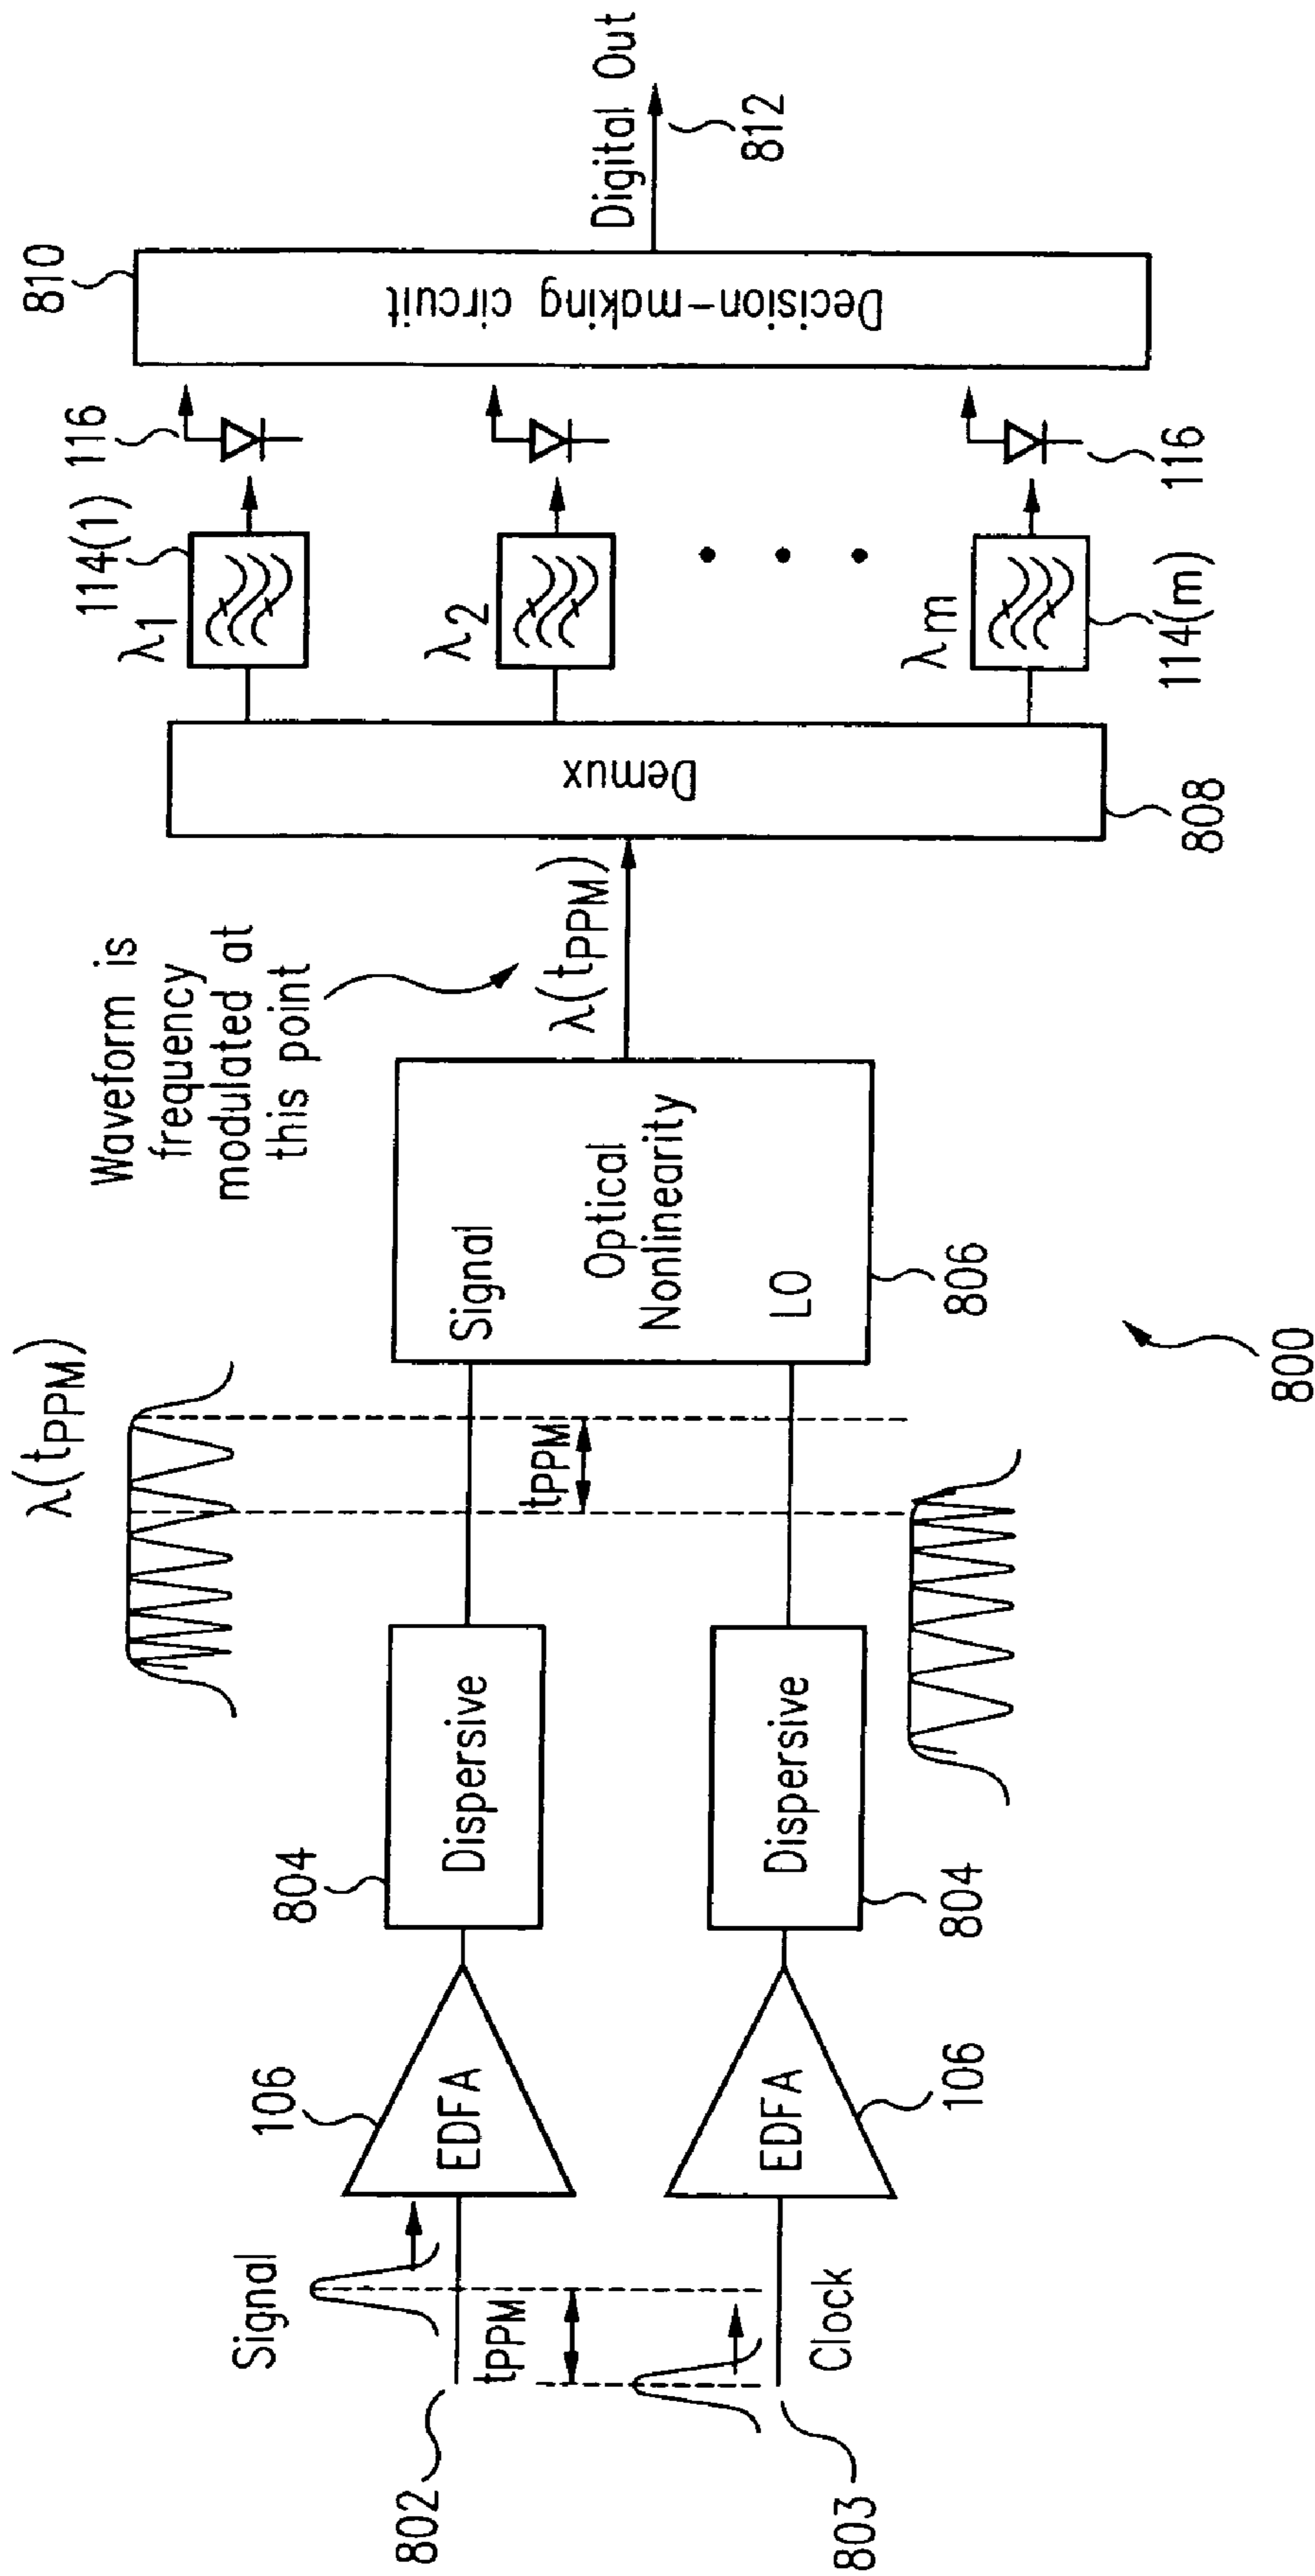 802
Signal
tPPM
803
Clock
106
EDFA
EDFA
106
804
Dispersive
Dispersive
804
λ(tPPM)
tPPM
Signal
Optical
Nonlinearity
LO
806
800
Waveform is
frequency
modulated at
this point
λ(tPPM)
Demux
808
λ1
114(1)
λ2
λm
114(m)
116
116
810
Decision-making circuit
Digital Out
812